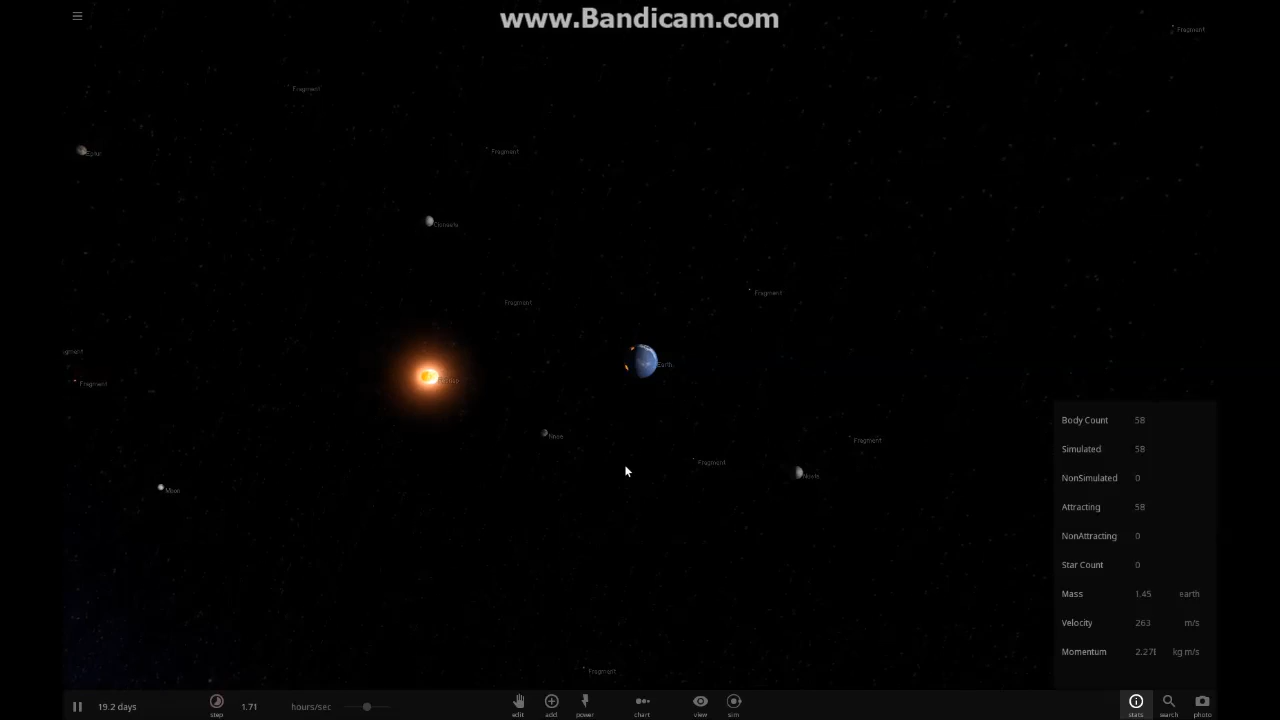 www.Bandicam.com
Fragment
Fragment
Fragment
Fragment
Fragment
Earth
Fragment
Moon
Fragment
Fragment
Fragment
Body Count 58
Simulated 58
NonSimulated 0
Attracting 58
NonAttracting 0
Star Count 0
Mass 1.45 earth
Velocity 263 m/s
Momentum kg m/s
19.2 days
step
1.71 hours/sec
edit
add
power
chart
view
sim
stats
search
photo